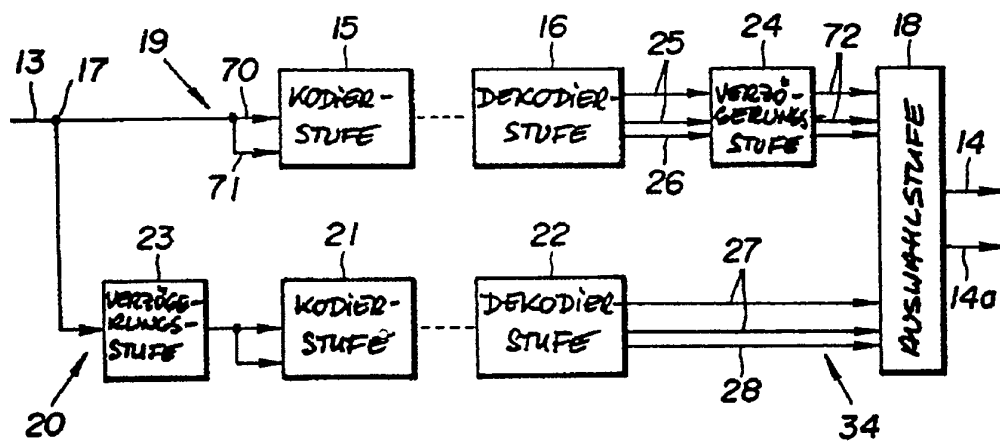 13
17
19
70
71
15
KODIER-
STUFE
16
DEKODIER-
STUFE
25
26
24
VERZÖ-
GERUNGS
STUFE
72
18
AUSWAHLSTUFE
14
14a
23
VERZÖGE-
RUNGS-
STUFE
20
21
KODIER-
STUFE
22
DEKODIER-
STUFE
27
28
34